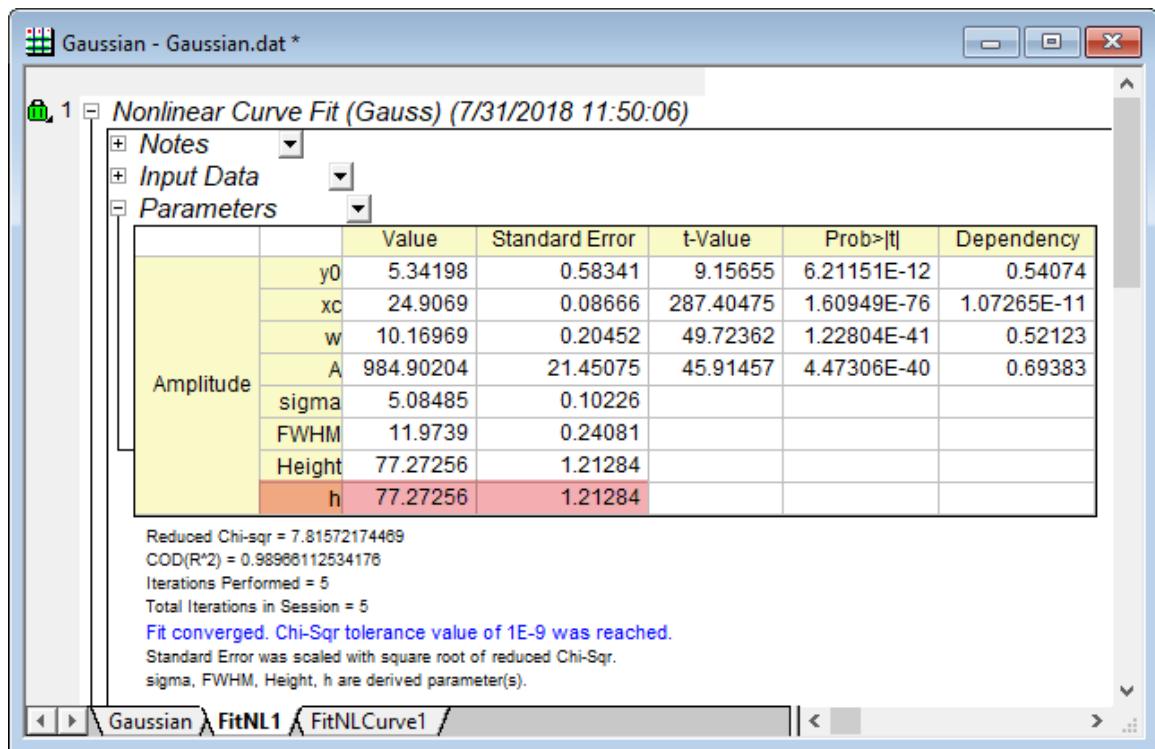 Gaussian - Gaussian.dat *
1 Nonlinear Curve Fit (Gauss) (7/31/2018 11:50:06)
Notes
Input Data
Parameters
Value Standard Error t-Value Prob>|t| Dependency
Amplitude
y0 5.34198 0.58341 9.15655 6.21151E-12 0.54074
xc 24.9069 0.08666 287.40475 1.60949E-76 1.07265E-11
w 10.16969 0.20452 49.72362 1.22804E-41 0.52123
A 984.90204 21.45075 45.91457 4.47306E-40 0.69383
sigma 5.08485 0.10226
FWHM 11.9739 0.24081
Height 77.27256 1.21284
h 77.27256 1.21284
Reduced Chi-sqr = 7.81572174469
COD(R^2) = 0.98966112534176
Iterations Performed = 5
Total Iterations in Session = 5
Fit converged. Chi-Sqr tolerance value of 1E-9 was reached.
Standard Error was scaled with square root of reduced Chi-Sqr.
sigma, FWHM, Height, h are derived parameter(s).
Gaussian FitNL1 FitNLCurve1